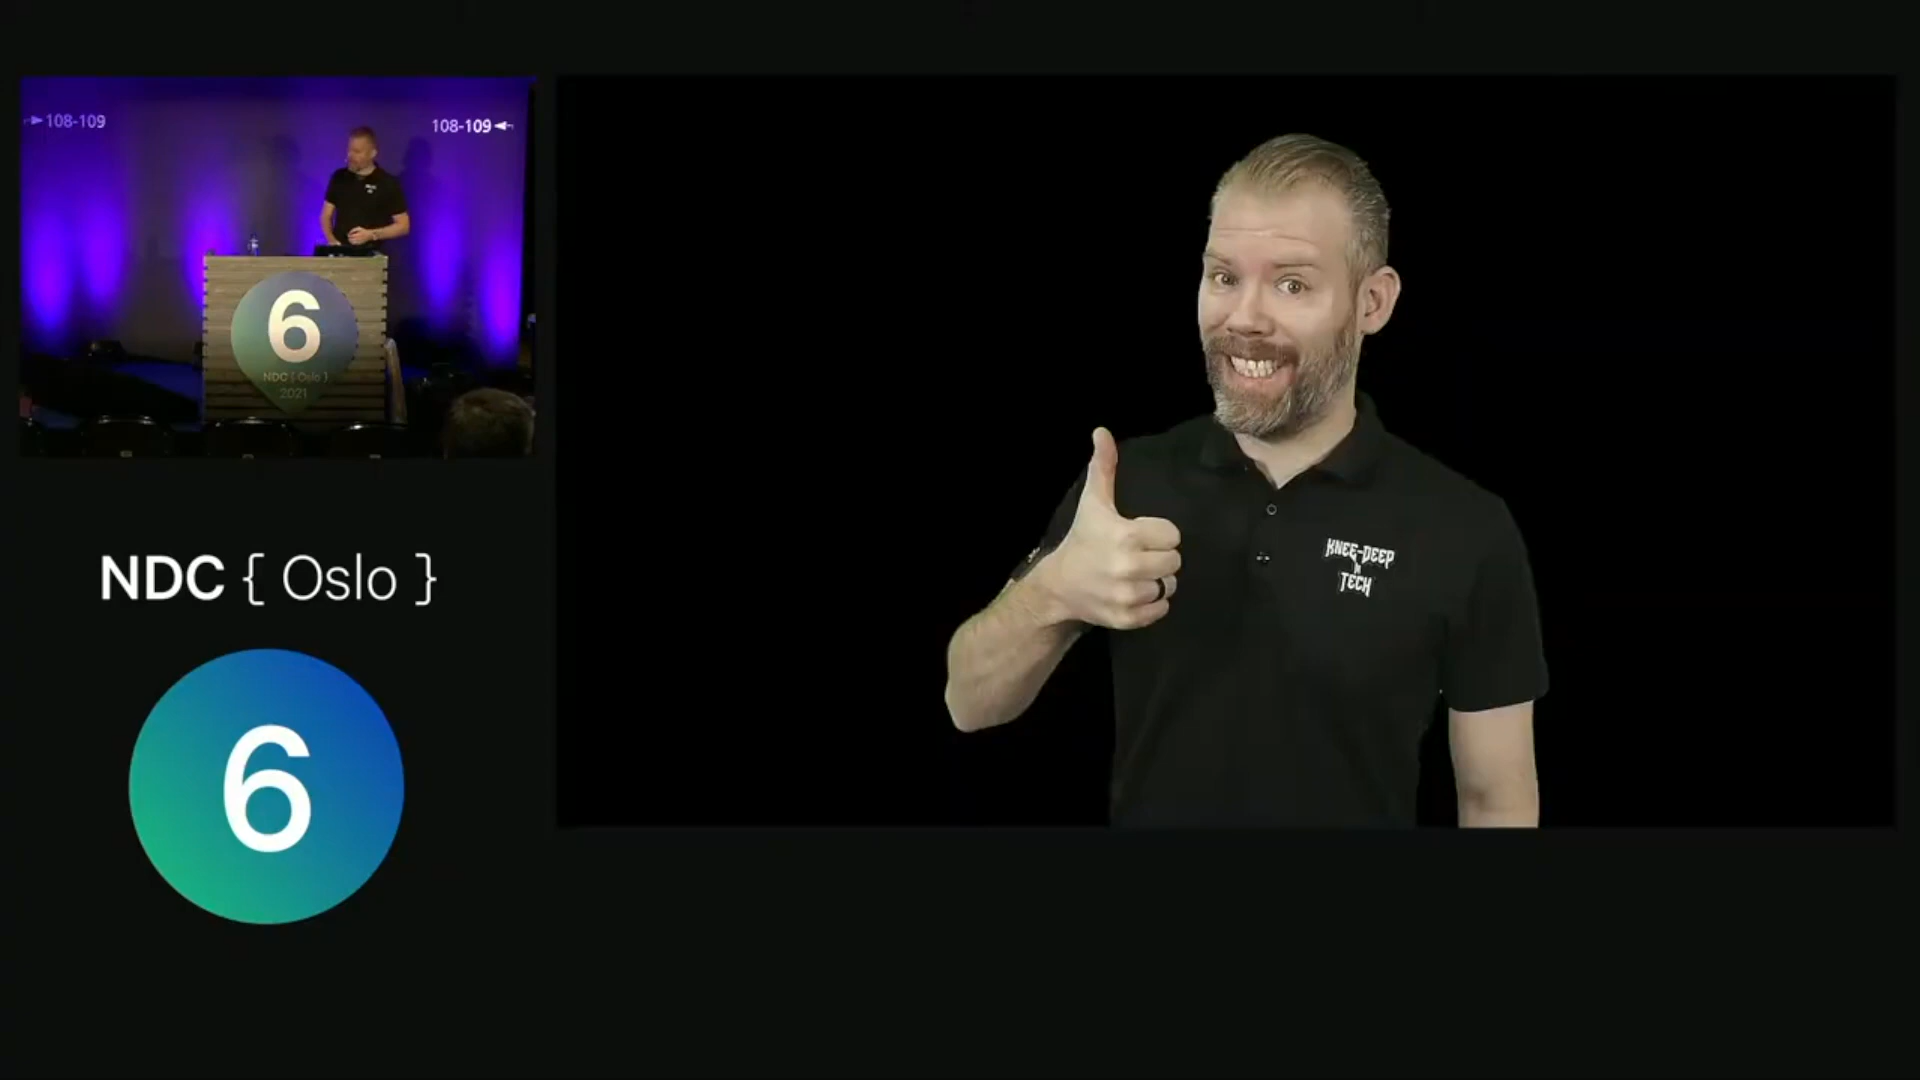 108-109
108-109
6
NDC { Oslo }
2021
NDC { Oslo }
6
KNEE-DEEP
IN
TECH